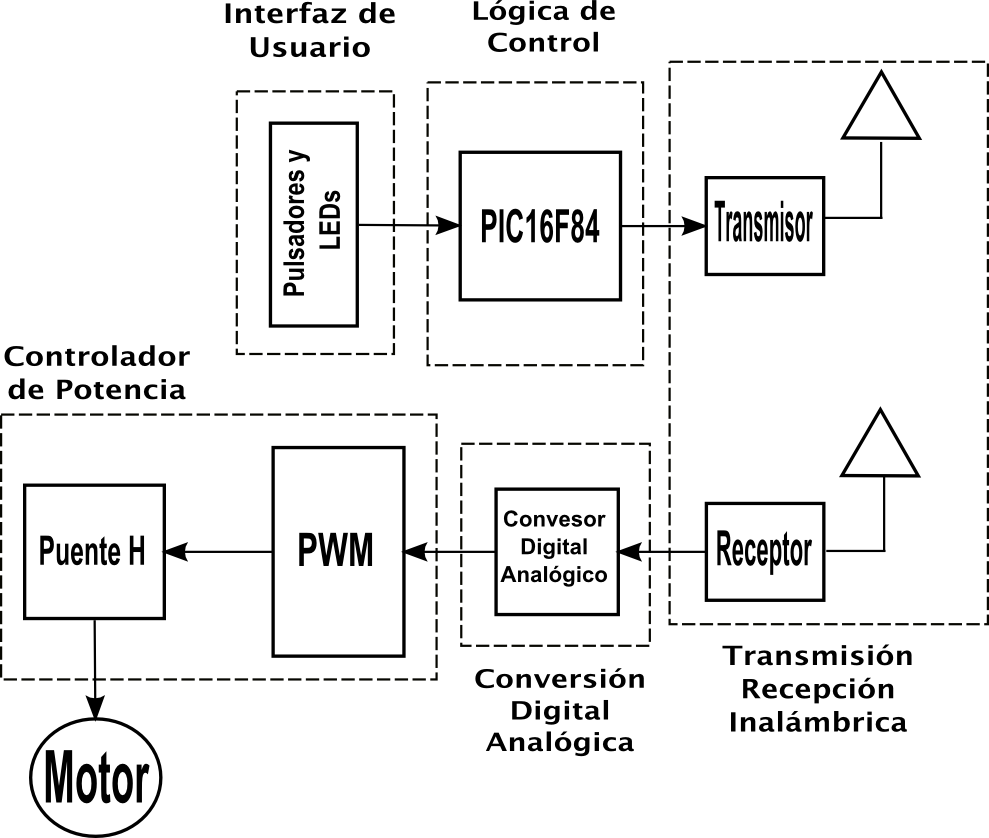 Interfaz de
Usuario
Lógica de
Control
Pulsadores y
LEDs
PIC16F84
Transmisor
Controlador
de Potencia
Puente H
PWM
Convesor
Digital
Analógico
Receptor
Transmisión
Recepción
Inalámbrica
Conversión
Digital
Analógica
Motor